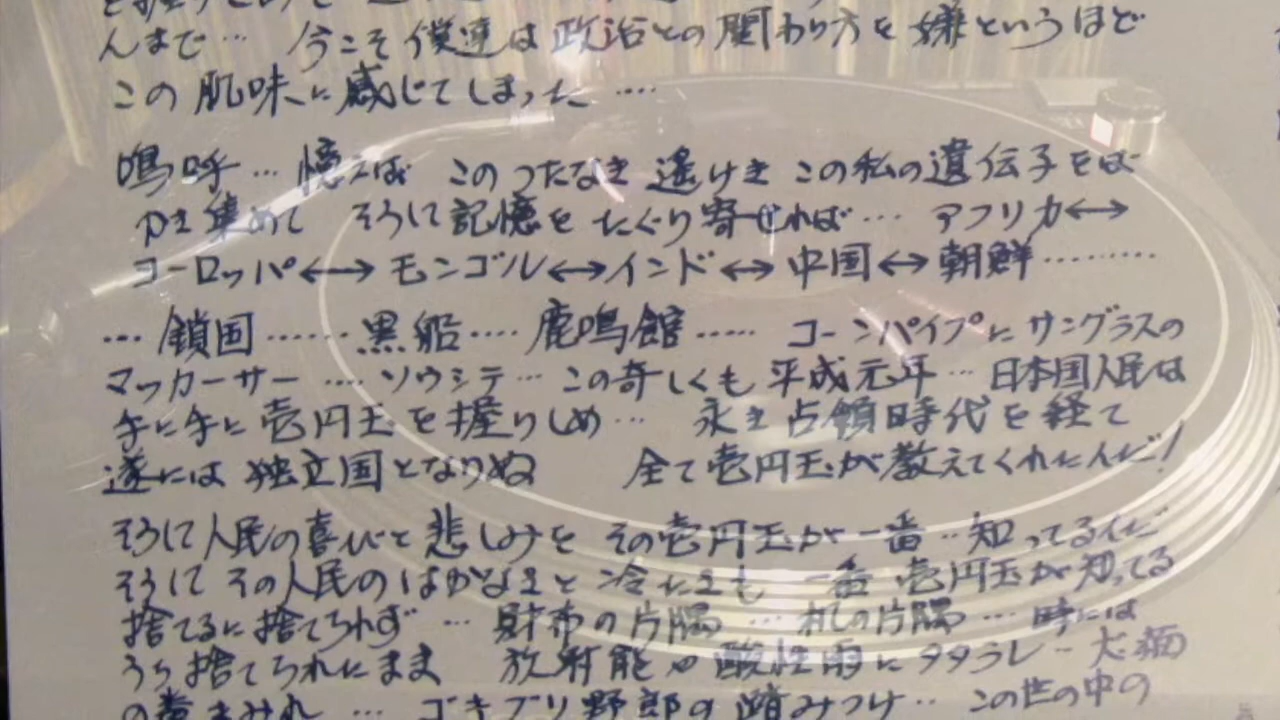 んまで… 今こそ僕達は政治との関わり方を嫌というほど
この肌味に感じてしまった ‥‥
嗚呼… 憶えば このつたなき 遙けき この私の遺伝子をば
かき集めて そうして記憶を たぐり寄せれば… アフリカ↔
ヨーロッパ↔モンゴル↔インド↔中国↔朝鮮………
… 鎖国…… 黒船…. 鹿鳴館 ‥‥‥ コーンパイプに サングラスの
マッカーサー ‥‥ ソウシテ… この奇しくも 平成元年… 日本国人民は
手に手に 壱円玉を握りしめ… 永き占領時代を経て
遂には 独立国となりぬ 全て壱円玉が教えてくれたんだ!
そうして人民の喜びと悲しみを その壱円玉が 一番‥知ってるんだ
そうして その人民の はかなさと 冷たさも 一番 壱円玉が知ってる
捨てるに捨てられず … 財布の片隅 … 机の片隅 … 時には
うち捨てられたまま 放射能や酸性雨に タタラレ‥ 犬猫
の糞まみれ … ゴキブリ野郎の踏みつけ… この世の中の